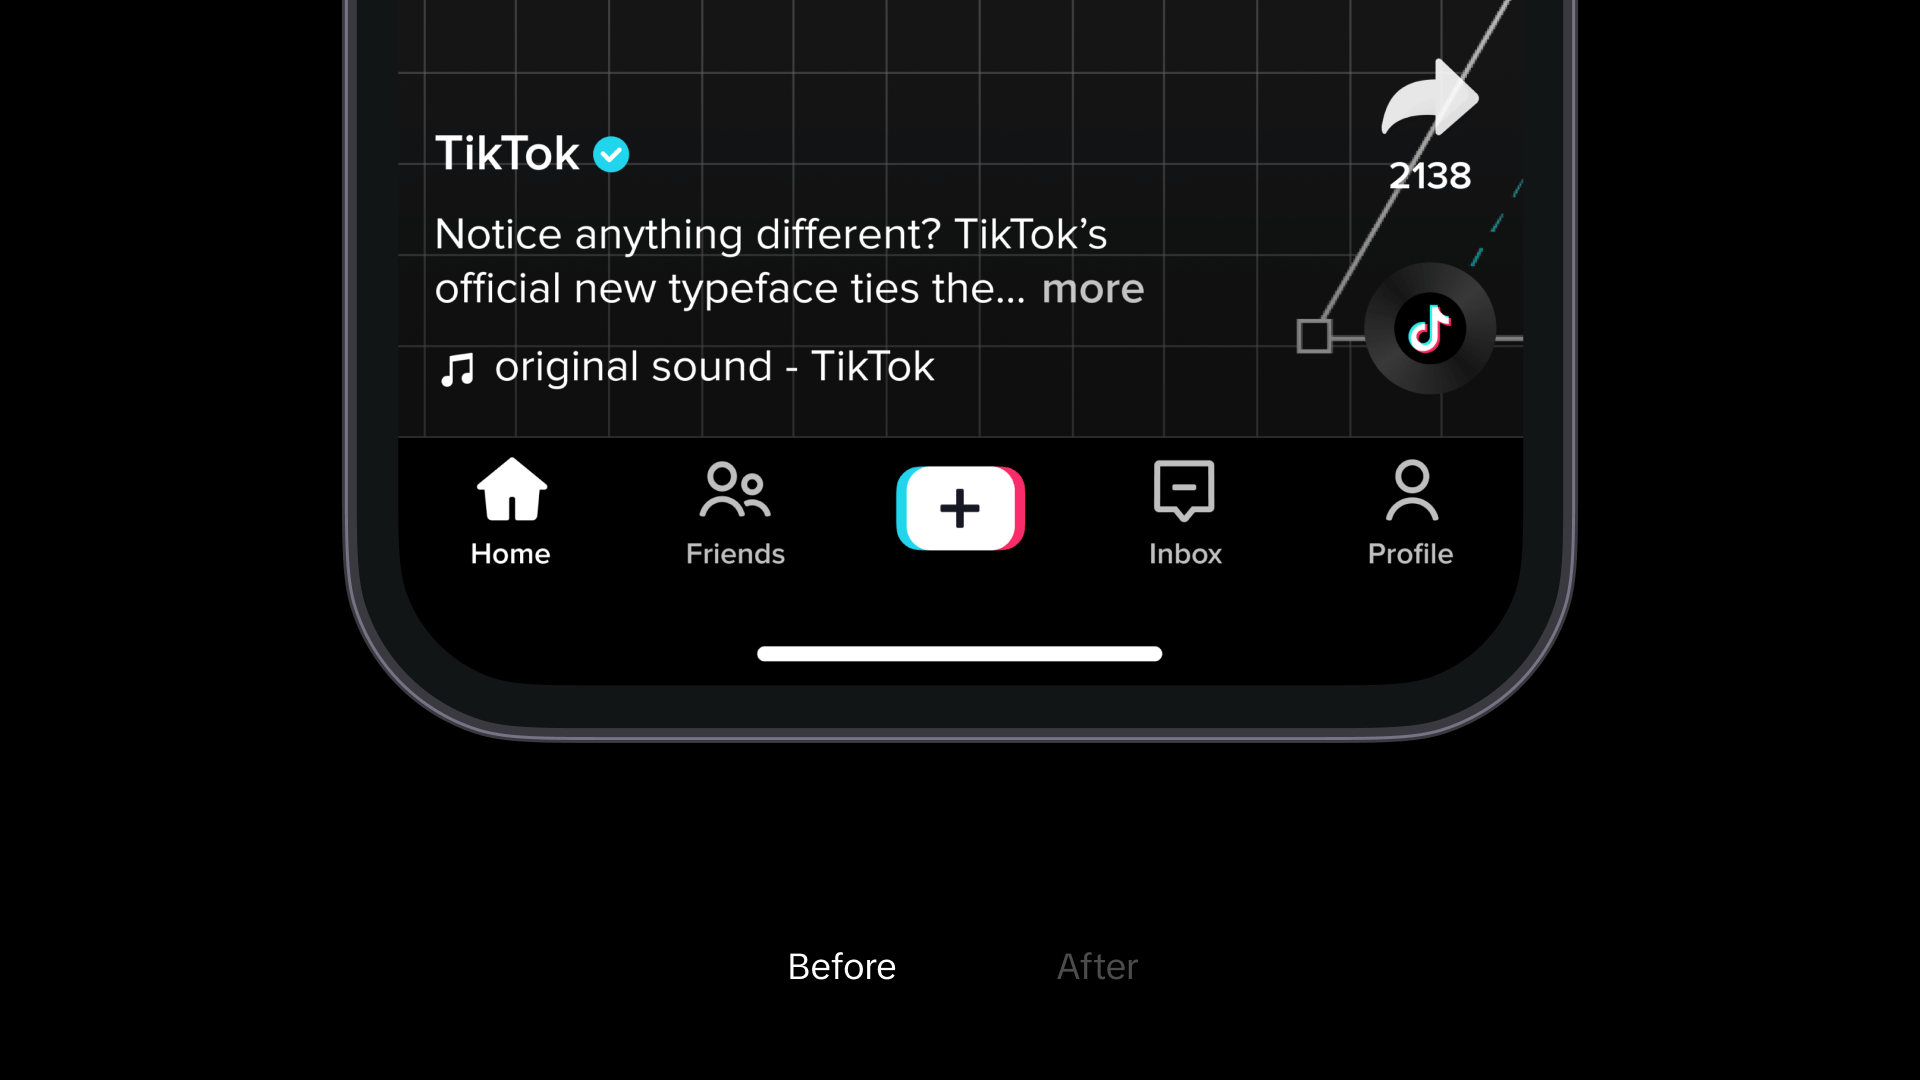 TikTok
2138
Notice anything different? TikTok’s
official new typeface ties the... more
original sound - TikTok
Home
Friends
Inbox
Profile
Before
After